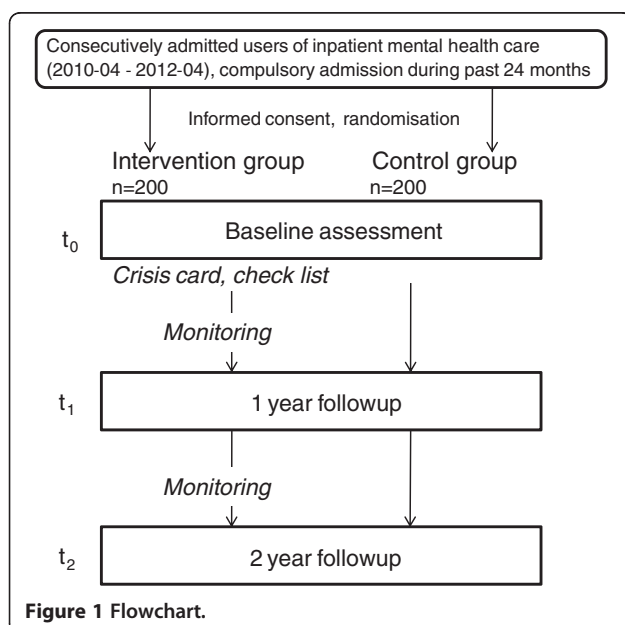 Consecutively admitted users of inpatient mental health care
(2010-04 - 2012-04), compulsory admission during past 24 months
Informed consent, randomisation
Intervention group Control group
n=200 n=200
t0 Baseline assessment
Crisis card, check list
Monitoring
t1 1 year followup
Monitoring
t2 2 year followup
Figure 1 Flowchart.